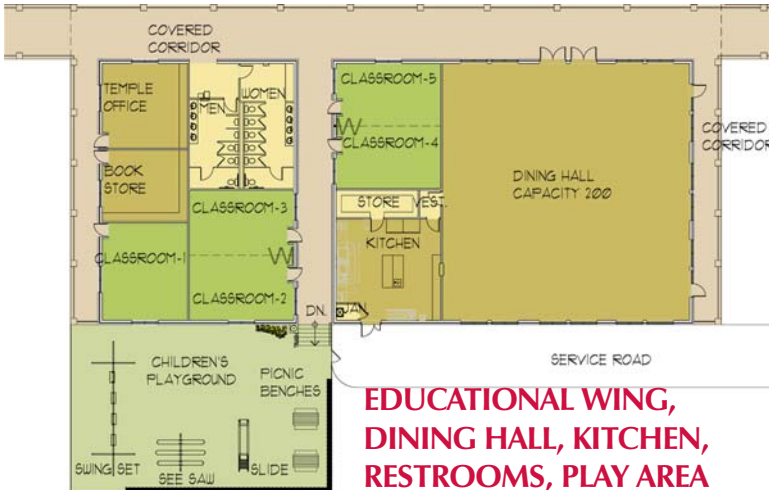 COVERED
CORRIDOR
TEMPLE
OFFICE
MEN
WOMEN
CLASSROOM-5
CLASSROOM-4
COVERED
CORRIDOR
BOOK
STORE
DINING HALL
CAPACITY 200
CLASSROOM-3
STORE
VEST.
KITCHEN
CLASSROOM-1
CLASSROOM-2
DN.
JAN.
CHILDREN'S
PLAYGROUND
PICNIC
BENCHES
SERVICE ROAD
SWING SET
SEE SAW
SLIDE
EDUCATIONAL WING,
DINING HALL, KITCHEN,
RESTROOMS, PLAY AREA